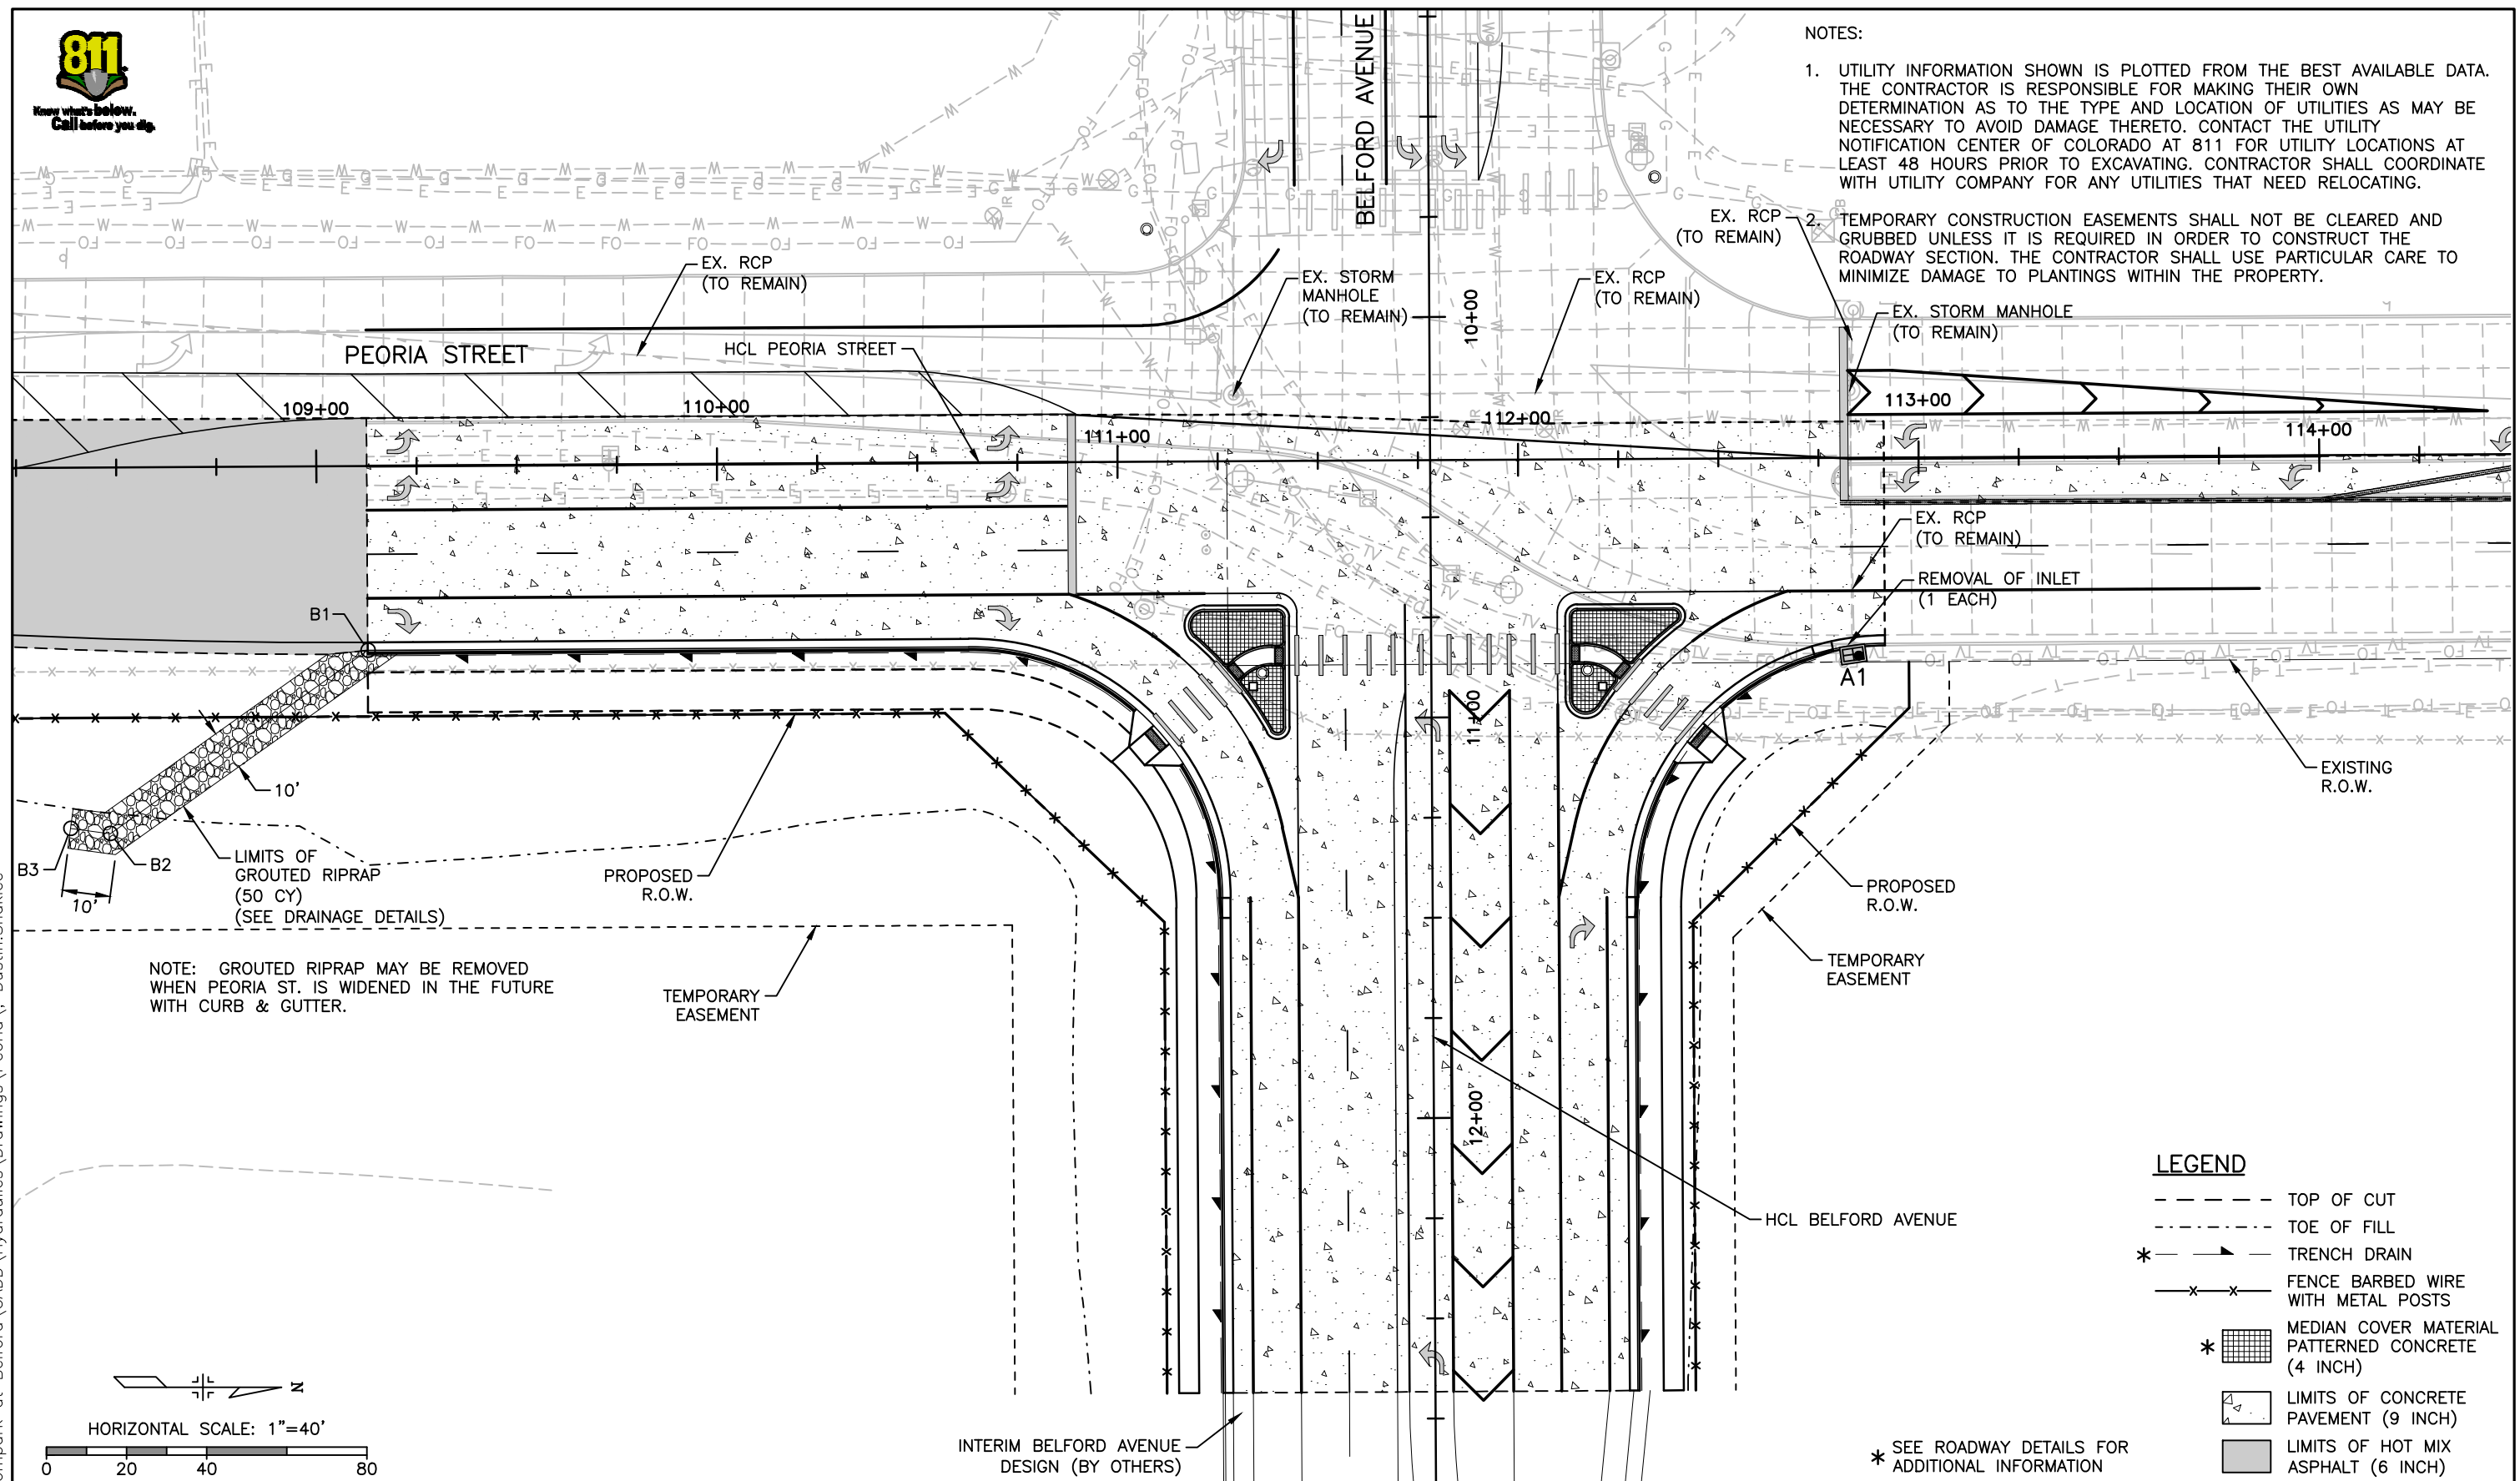 811
Know what's below.
Call before you dig.
BELFORD AVENUE
NOTES:
1. UTILITY INFORMATION SHOWN IS PLOTTED FROM THE BEST AVAILABLE DATA.
THE CONTRACTOR IS RESPONSIBLE FOR MAKING THEIR OWN
DETERMINATION AS TO THE TYPE AND LOCATION OF UTILITIES AS MAY BE
NECESSARY TO AVOID DAMAGE THERETO. CONTACT THE UTILITY
NOTIFICATION CENTER OF COLORADO AT 811 FOR UTILITY LOCATIONS AT
LEAST 48 HOURS PRIOR TO EXCAVATING. CONTRACTOR SHALL COORDINATE
WITH UTILITY COMPANY FOR ANY UTILITIES THAT NEED RELOCATING.
2. TEMPORARY CONSTRUCTION EASEMENTS SHALL NOT BE CLEARED AND
GRUBBED UNLESS IT IS REQUIRED IN ORDER TO CONSTRUCT THE
ROADWAY SECTION. THE CONTRACTOR SHALL USE PARTICULAR CARE TO
MINIMIZE DAMAGE TO PLANTINGS WITHIN THE PROPERTY.
EX. RCP
(TO REMAIN)
EX. RCP
(TO REMAIN)
EX. STORM
MANHOLE
(TO REMAIN)
EX. RCP
(TO REMAIN)
EX. STORM MANHOLE
(TO REMAIN)
10+00
PEORIA STREET
HCL PEORIA STREET
109+00
110+00
111+00
112+00
113+00
114+00
EX. RCP
(TO REMAIN)
REMOVAL OF INLET
(1 EACH)
B1
A1
11+00
10'
EXISTING
R.O.W.
B3
B2
10'
LIMITS OF
GROUTED RIPRAP
(50 CY)
(SEE DRAINAGE DETAILS)
PROPOSED
R.O.W.
PROPOSED
R.O.W.
TEMPORARY
EASEMENT
NOTE: GROUTED RIPRAP MAY BE REMOVED
WHEN PEORIA ST. IS WIDENED IN THE FUTURE
WITH CURB & GUTTER.
TEMPORARY
EASEMENT
12+00
HCL BELFORD AVENUE
LEGEND
TOP OF CUT
TOE OF FILL
* TRENCH DRAIN
FENCE BARBED WIRE
WITH METAL POSTS
* MEDIAN COVER MATERIAL
PATTERNED CONCRETE
(4 INCH)
LIMITS OF CONCRETE
PAVEMENT (9 INCH)
LIMITS OF HOT MIX
ASPHALT (6 INCH)
* SEE ROADWAY DETAILS FOR
ADDITIONAL INFORMATION
INTERIM BELFORD AVENUE
DESIGN (BY OTHERS)
N
HORIZONTAL SCALE: 1"=40'
0 20 40 80